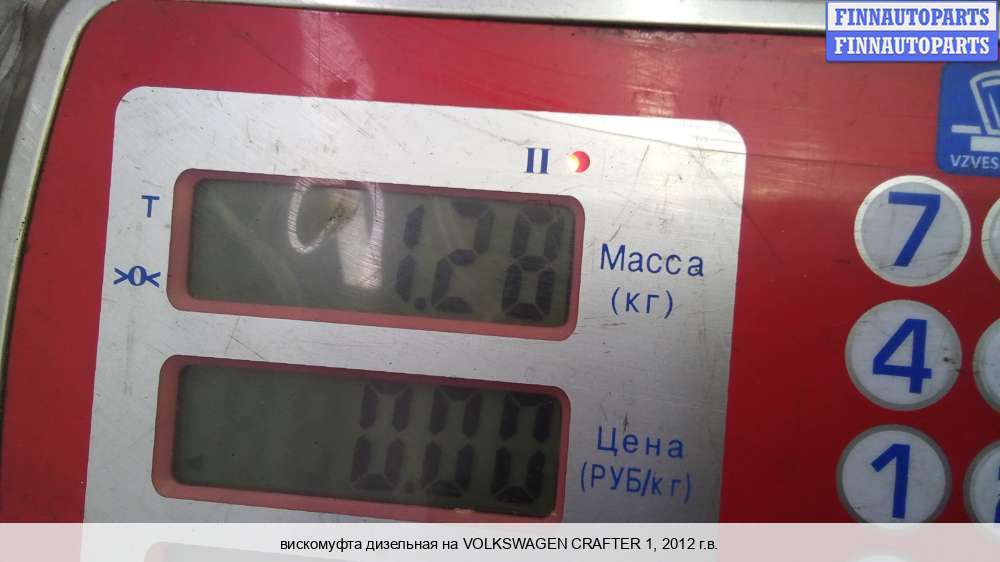 FINNAUTOPARTS
FINNAUTOPARTS
VZVES
II
T
1.28
Масса
(кг)
>0<
7
4
0.00
Цена
(РУБ/кг)
1
вискомуфта дизельная на VOLKSWAGEN CRAFTER 1, 2012 г.в.